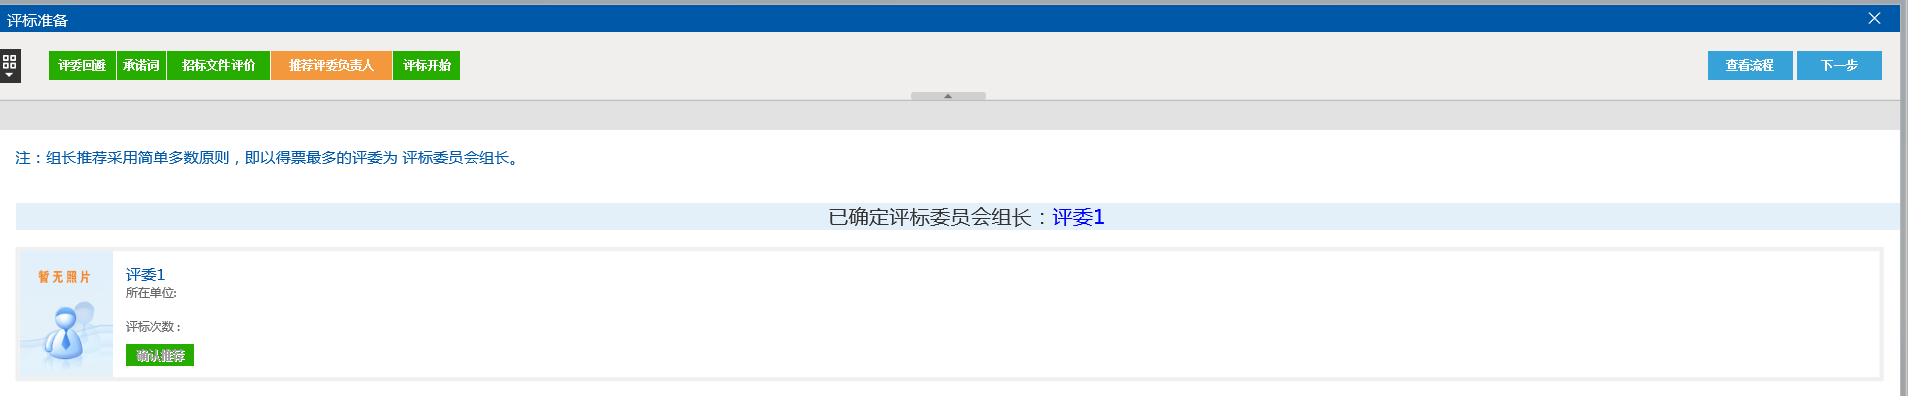 评标准备
评委回避 承诺词 招标文件评价 推荐评委负责人 评标开始 查看流程 下一步
注：组长推荐采用简单多数原则，即以得票最多的评委为 评标委员会组长。
已确定评标委员会组长：评委1
暂无照片
评委1
所在单位:
评标次数：
确认推荐